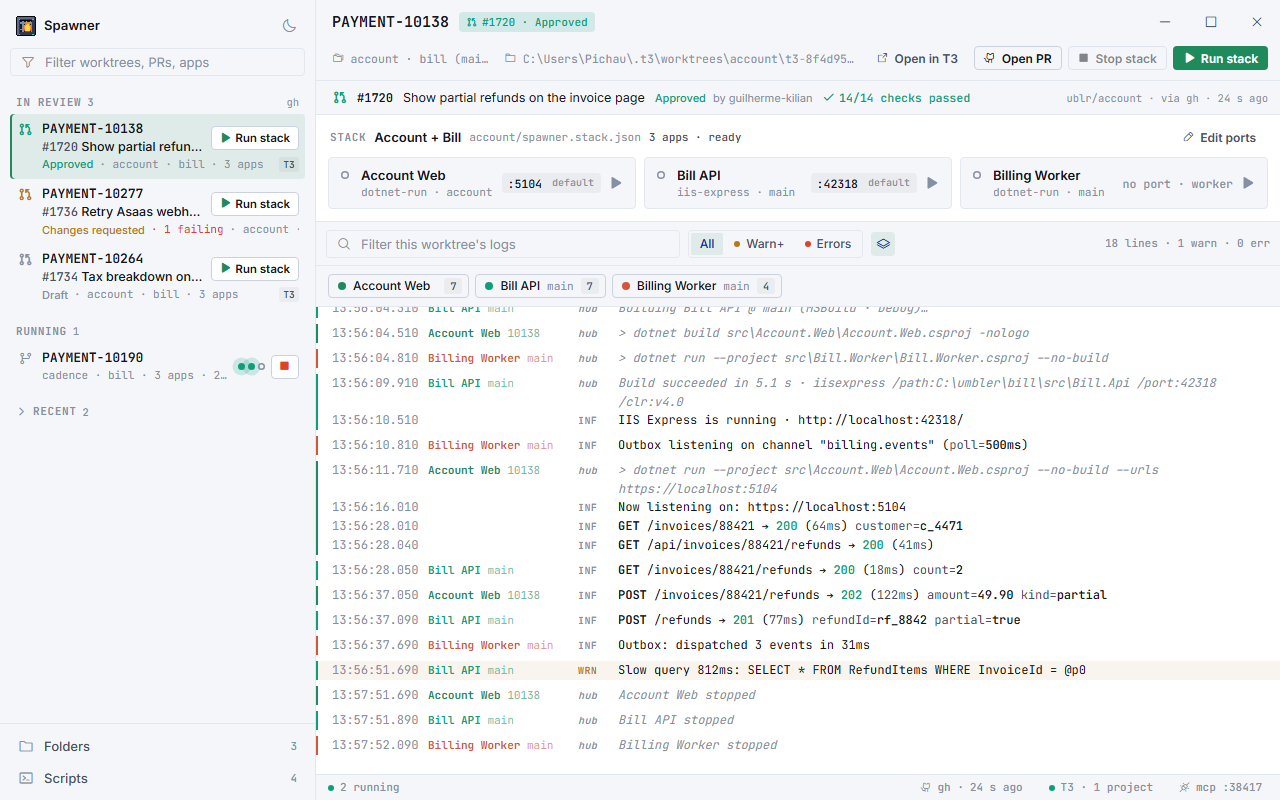 Spawner
Filter worktrees, PRs, apps
IN REVIEW 3
gh
PAYMENT-10138
#1720 Show partial refun...
Run stack
Approved · account · bill · 3 apps
T3
PAYMENT-10277
#1736 Retry Asaas webh...
Run stack
Changes requested · 1 failing · account ·
PAYMENT-10264
#1734 Tax breakdown on...
Run stack
Draft · account · bill · 3 apps
T3
RUNNING 1
PAYMENT-10190
cadence · bill · 3 apps · 2...
RECENT 2
Folders 3
Scripts 4
PAYMENT-10138
#1720 · Approved
account · bill (mai...
C:\Users\Pichau\.t3\worktrees\account\t3-8f4d95...
Open in T3
Open PR
Stop stack
Run stack
#1720 Show partial refunds on the invoice page Approved by guilherme-kilian 14/14 checks passed
ublr/account · via gh · 24 s ago
STACK Account + Bill account/spawner.stack.json 3 apps · ready
Edit ports
Account Web
dotnet-run · account
:5104 default
Bill API
iis-express · main
:42318 default
Billing Worker
dotnet-run · main
no port · worker
Filter this worktree's logs
All
Warn+
Errors
18 lines · 1 warn · 0 err
Account Web 7
Bill API main 7
Billing Worker main 4
13:56:04.310 Bill API main hub Building Bill API @ main (MSBuild · Debug)…
13:56:04.510 Account Web 10138 hub > dotnet build src\Account.Web\Account.Web.csproj -nologo
13:56:04.810 Billing Worker main hub > dotnet run --project src\Bill.Worker\Bill.Worker.csproj --no-build
13:56:09.910 Bill API main hub Build succeeded in 5.1 s · iisexpress /path:C:\umbler\bill\src\Bill.Api /port:42318
/clr:v4.0
13:56:10.510 INF IIS Express is running · http://localhost:42318/
13:56:10.810 Billing Worker main INF Outbox listening on channel "billing.events" (poll=500ms)
13:56:11.710 Account Web 10138 hub > dotnet run --project src\Account.Web\Account.Web.csproj --no-build --urls
https://localhost:5104
13:56:16.010 INF Now listening on: https://localhost:5104
13:56:28.010 INF GET /invoices/88421 → 200 (64ms) customer=c_4471
13:56:28.040 INF GET /api/invoices/88421/refunds → 200 (41ms)
13:56:28.050 Bill API main INF GET /invoices/88421/refunds → 200 (18ms) count=2
13:56:37.050 Account Web 10138 INF POST /invoices/88421/refunds → 202 (122ms) amount=49.90 kind=partial
13:56:37.090 Bill API main INF POST /refunds → 201 (77ms) refundId=rf_8842 partial=true
13:56:37.690 Billing Worker main INF Outbox: dispatched 3 events in 31ms
13:56:51.690 Bill API main WRN Slow query 812ms: SELECT * FROM RefundItems WHERE InvoiceId = @p0
13:57:51.690 Account Web 10138 hub Account Web stopped
13:57:51.890 Bill API main hub Bill API stopped
13:57:52.090 Billing Worker main hub Billing Worker stopped
2 running
gh · 24 s ago
T3 · 1 project
mcp :38417